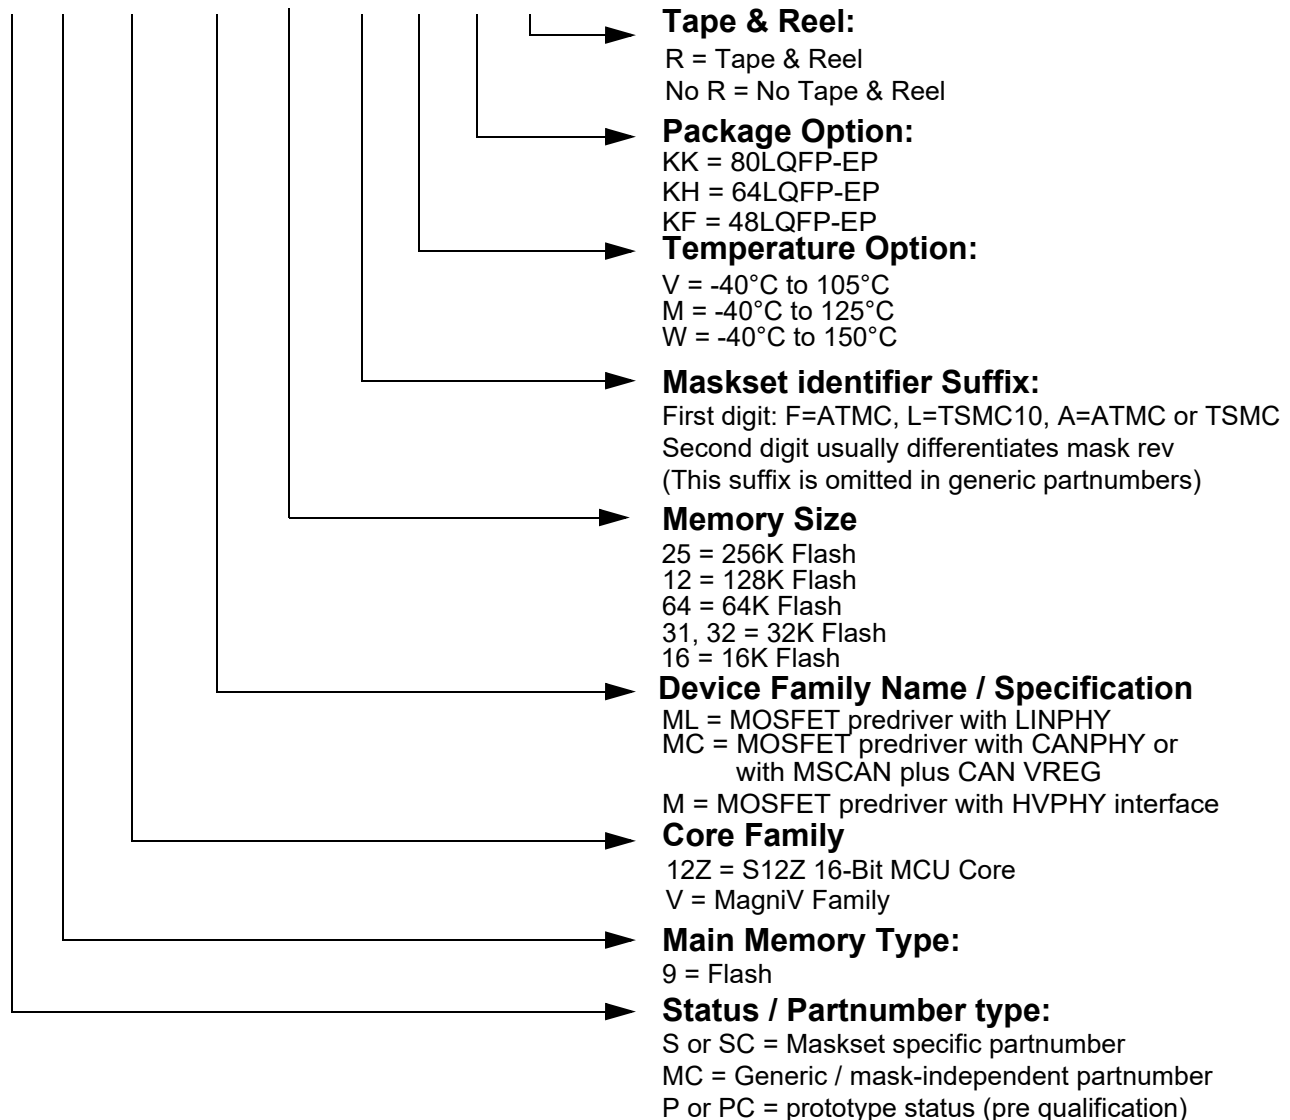 Tape & Reel:
R = Tape & Reel
No R = No Tape & Reel
Package Option:
KK = 80LQFP-EP
KH = 64LQFP-EP
KF = 48LQFP-EP
Temperature Option:
V = -40°C to 105°C
M = -40°C to 125°C
W = -40°C to 150°C
Maskset identifier Suffix:
First digit: F=ATMC, L=TSMC10, A=ATMC or TSMC
Second digit usually differentiates mask rev
(This suffix is omitted in generic partnumbers)
Memory Size
25 = 256K Flash
12 = 128K Flash
64 = 64K Flash
31, 32 = 32K Flash
16 = 16K Flash
Device Family Name / Specification
ML = MOSFET predriver with LINPHY
MC = MOSFET predriver with CANPHY or
with MSCAN plus CAN VREG
M = MOSFET predriver with HVPHY interface
Core Family
12Z = S12Z 16-Bit MCU Core
V = MagniV Family
Main Memory Type:
9 = Flash
Status / Partnumber type:
S or SC = Maskset specific partnumber
MC = Generic / mask-independent partnumber
P or PC = prototype status (pre qualification)